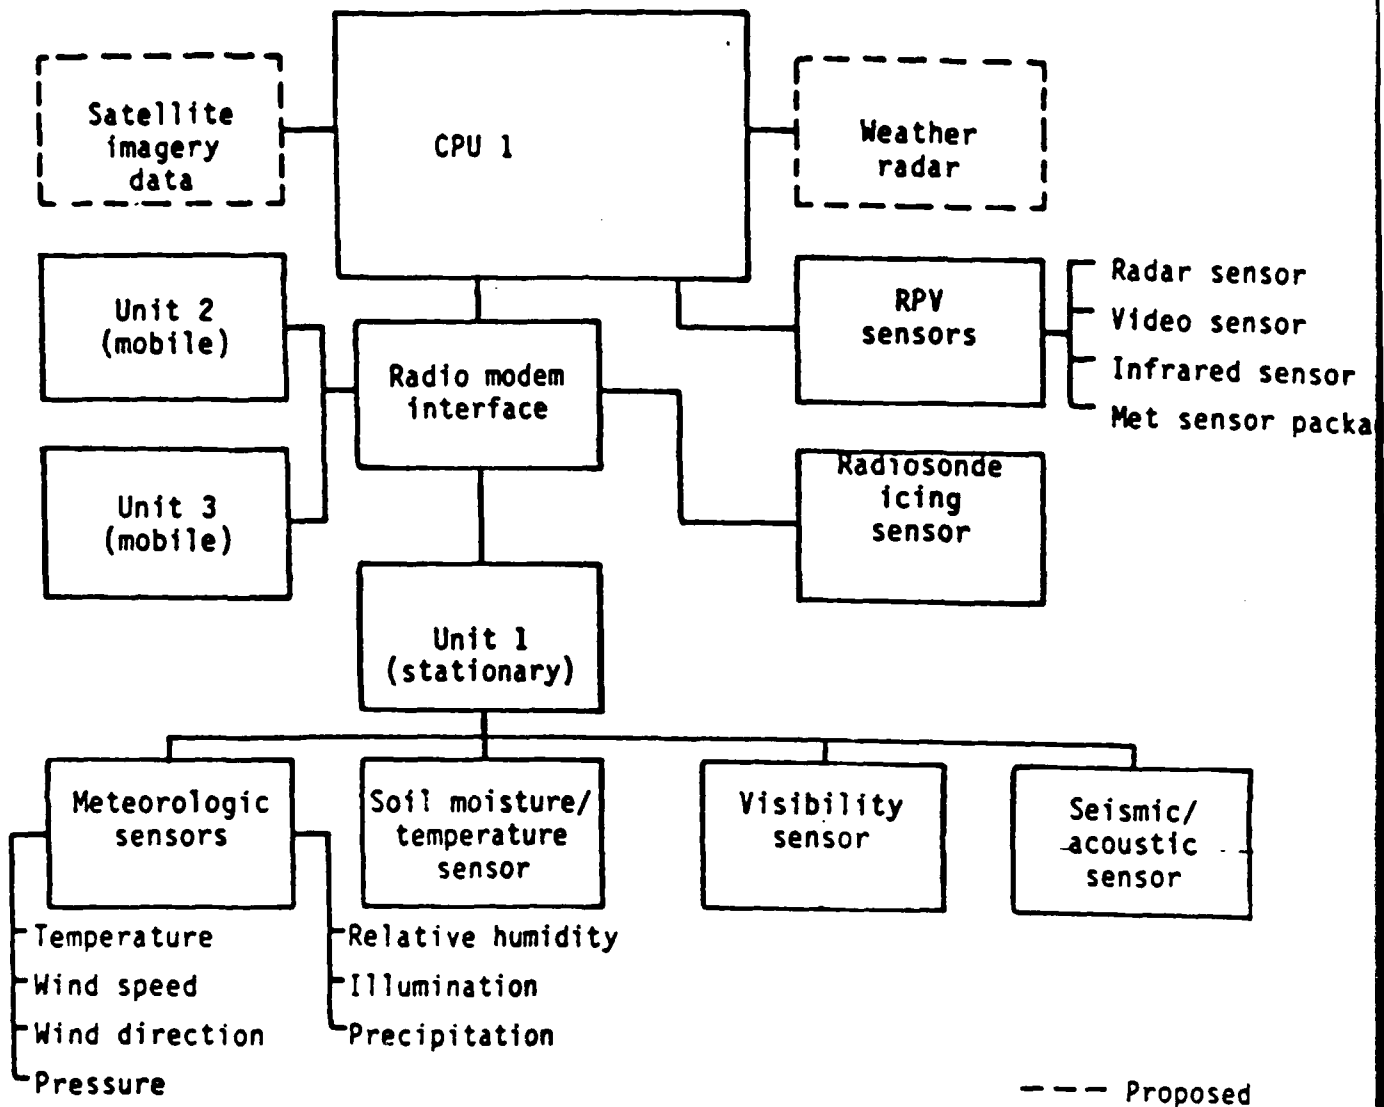 Satellite
imagery
data
CPU 1
Weather
radar
Unit 2
(mobile)
Radio modem
interface
RPV
sensors
Radar sensor
Video sensor
Infrared sensor
Met sensor packa
Unit 3
(mobile)
Radiosonde
icing
sensor
Unit 1
(stationary)
Meteorologic
sensors
Soil moisture/
temperature
sensor
Visibility
sensor
Seismic/
acoustic
sensor
Temperature
Wind speed
Wind direction
Pressure
Relative humidity
Illumination
Precipitation
Proposed